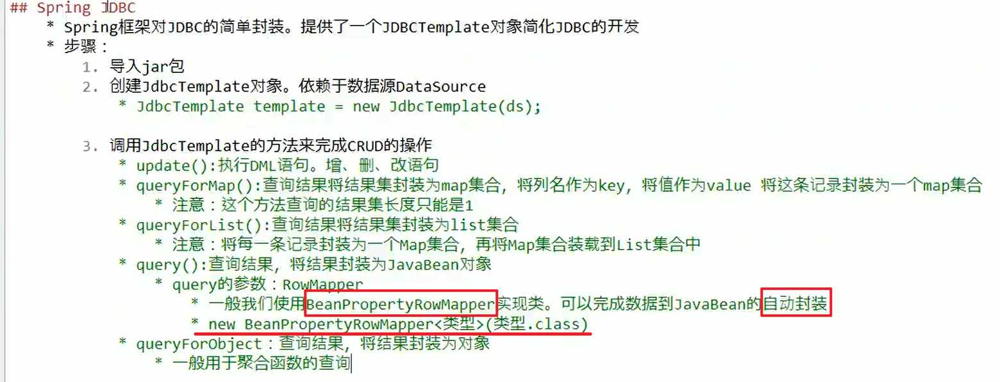 ## Spring JDBC
* Spring框架对JDBC的简单封装。提供了一个JDBCTemplate对象简化JDBC的开发
* 步骤：
1. 导入jar包
2. 创建JdbcTemplate对象。依赖于数据源DataSource
* JdbcTemplate template = new JdbcTemplate(ds);
3. 调用JdbcTemplate的方法来完成CRUD的操作
* update():执行DML语句。增、删、改语句
* queryForMap():查询结果将结果集封装为map集合，将列名作为key，将值作为value 将这条记录封装为一个map集合
* 注意：这个方法查询的结果集长度只能是1
* queryForList():查询结果将结果集封装为list集合
* 注意：将每一条记录封装为一个Map集合，再将Map集合装载到List集合中
* query():查询结果，将结果封装为JavaBean对象
* query的参数：RowMapper
* 一般我们使用BeanPropertyRowMapper实现类。可以完成数据到JavaBean的自动封装
* new BeanPropertyRowMapper<类型>(类型.class)
* queryForObject：查询结果，将结果封装为对象
* 一般用于聚合函数的查询